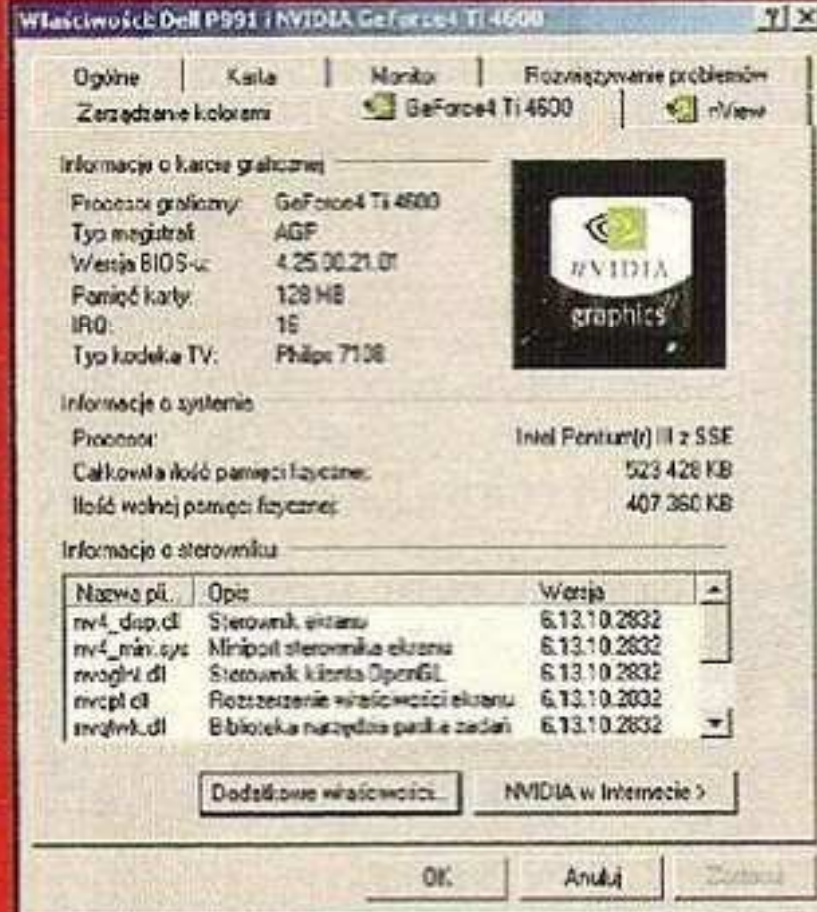 Właściwości: Dell P991 i NVIDIA GeForce4 Ti 4600
Ogólne Karta Monitor Rozwiązywanie problemów
Zarządzanie kolorami GeForce4 Ti 4600 nView
Informacje o karcie graficznej
Procesor graficzny: GeForce4 Ti 4600
Typ magistrali: AGP
Wersja BIOS-u: 4.25.00.21.01
Pamięć karty: 128 MB
IRQ: 16
Typ kodeka TV: Philips 7108
nVIDIA
graphics
Informacje o systemie
Procesor: Intel Pentium(r) III z SSE
Całkowita ilość pamięci fizycznej: 523 428 KB
Ilość wolnej pamięci fizycznej: 407 360 KB
Informacje o sterowniku
Nazwa pli... Opis Wersja
nv4_disp.dll Sterownik ekranu 6.13.10.2832
nv4_mini.sys Miniport sterownika ekranu 6.13.10.2832
nvoglnt.dll Sterownik klienta OpenGL 6.13.10.2832
nvcpl.dll Rozszerzenie właściwości ekranu 6.13.10.2832
Biblioteka narzędzia paska zadań 6.13.10.2832
Dodatkowe właściwości... NVIDIA w Internecie >
OK Anuluj Zastosuj